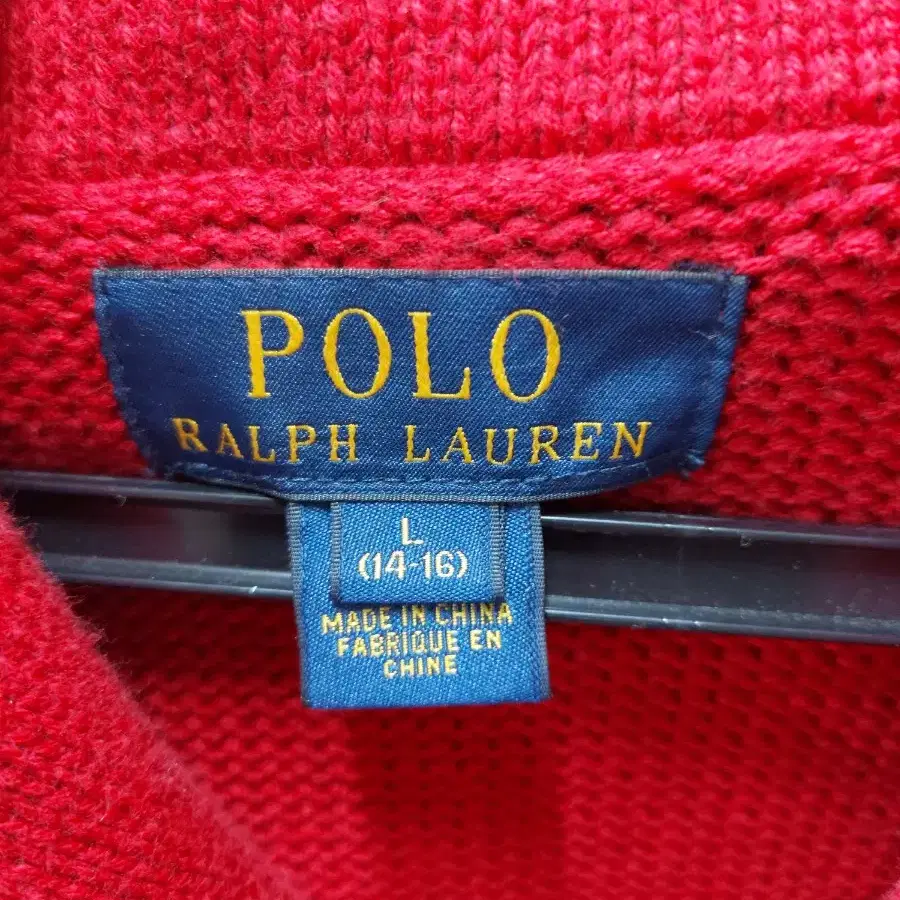 POLO
RALPH LAUREN
L
(14-16)
MADE IN CHINA
FABRIQUE EN
CHINE